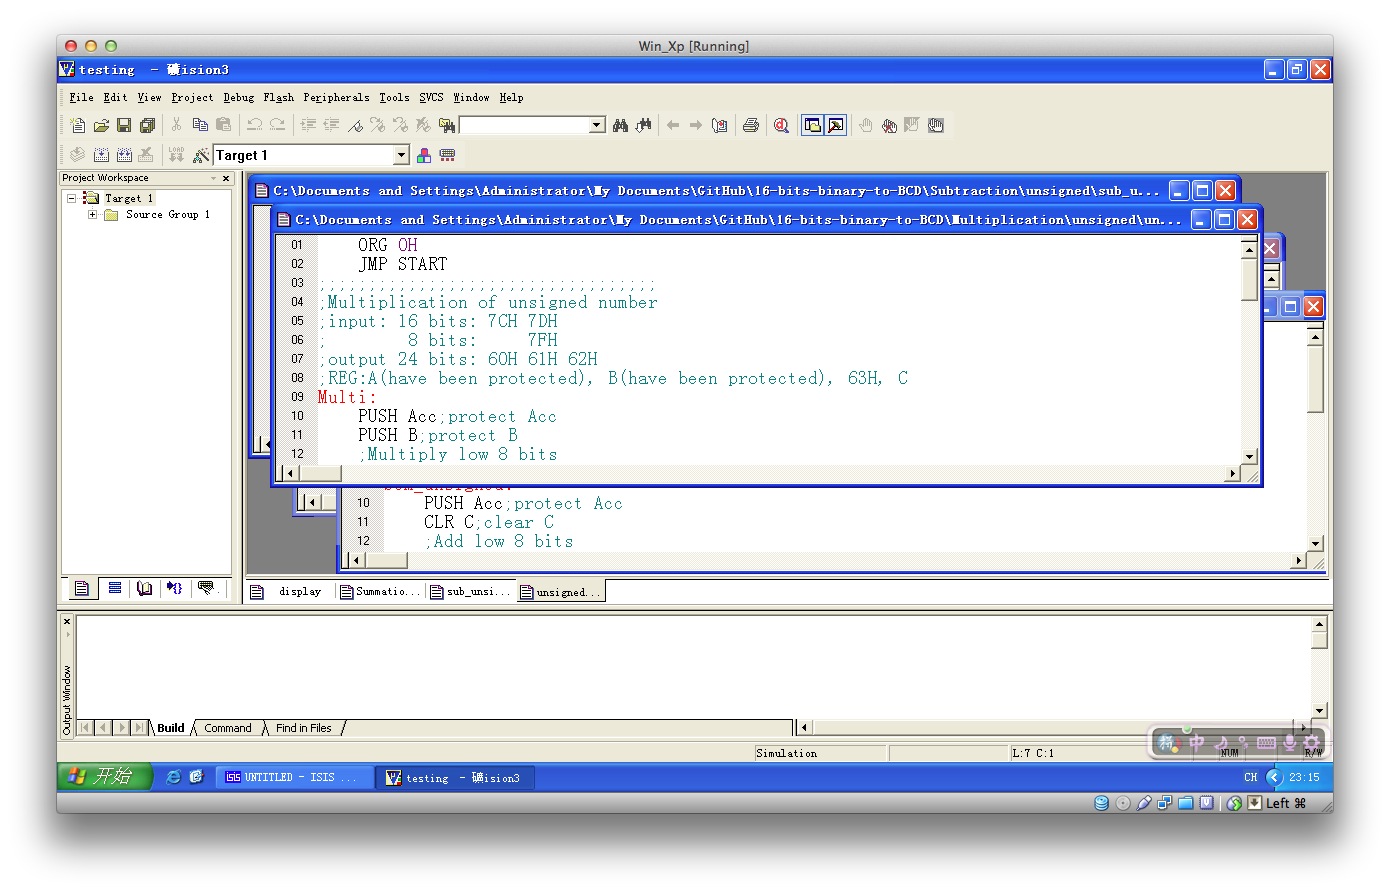 Win_Xp [Running]
testing  - 礦ision3
File Edit View Project Debug Flash Peripherals Tools SVCS Window Help
Target 1
Project Workspace
Target 1
Source Group 1
C:\Documents and Settings\Administrator\My Documents\GitHub\16-bits-binary-to-BCD\Subtraction\unsigned\sub_u...
C:\Documents and Settings\Administrator\My Documents\GitHub\16-bits-binary-to-BCD\Multiplication\unsigned\un...
01 ORG 0H
02 JMP START
03 ;;;;;;;;;;;;;;;;;;;;;;;;;;;;;;;;;;
04 ;Multiplication of unsigned number
05 ;input: 16 bits: 7CH 7DH
06 ;        8 bits:     7FH
07 ;output 24 bits: 60H 61H 62H
08 ;REG:A(have been protected), B(have been protected), 63H, C
09 Multi:
10 PUSH Acc;protect Acc
11 PUSH B;protect B
12 ;Multiply low 8 bits
10 PUSH Acc;protect Acc
11 CLR C;clear C
12 ;Add low 8 bits
display Summatio... sub_unsi... unsigned...
Output Window
Build Command Find in Files
Simulation L:7 C:1 NUM R/W
中
开始 UNTITLED - ISIS ... testing  - 礦ision3 CH 23:15
Left ⌘